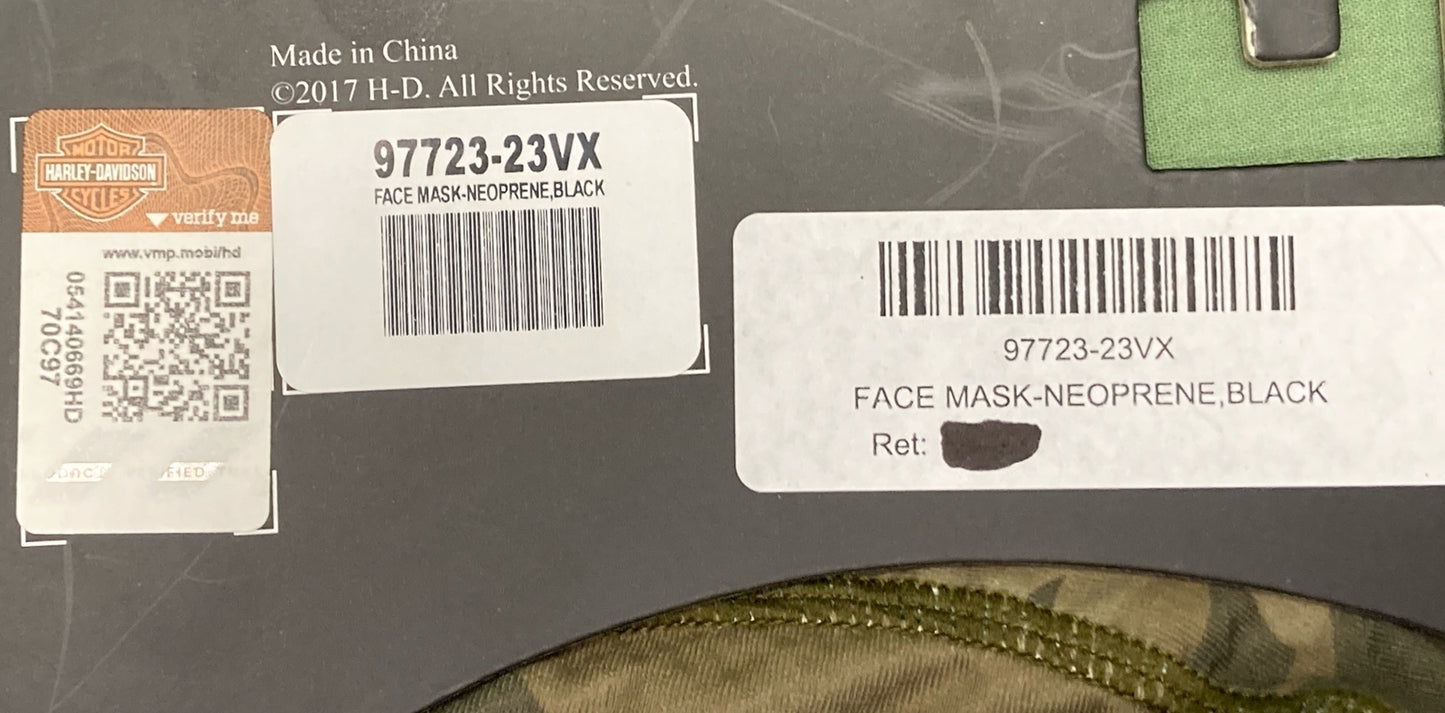 Made in China
©2017 H-D. All Rights Reserved.
MOTOR
HARLEY-DAVIDSON
CYCLES
verify me
www.vmp.mobi/hd
054140669HD
70C97
97723-23VX
FACE MASK-NEOPRENE,BLACK
97723-23VX
FACE MASK-NEOPRENE,BLACK
Ret: